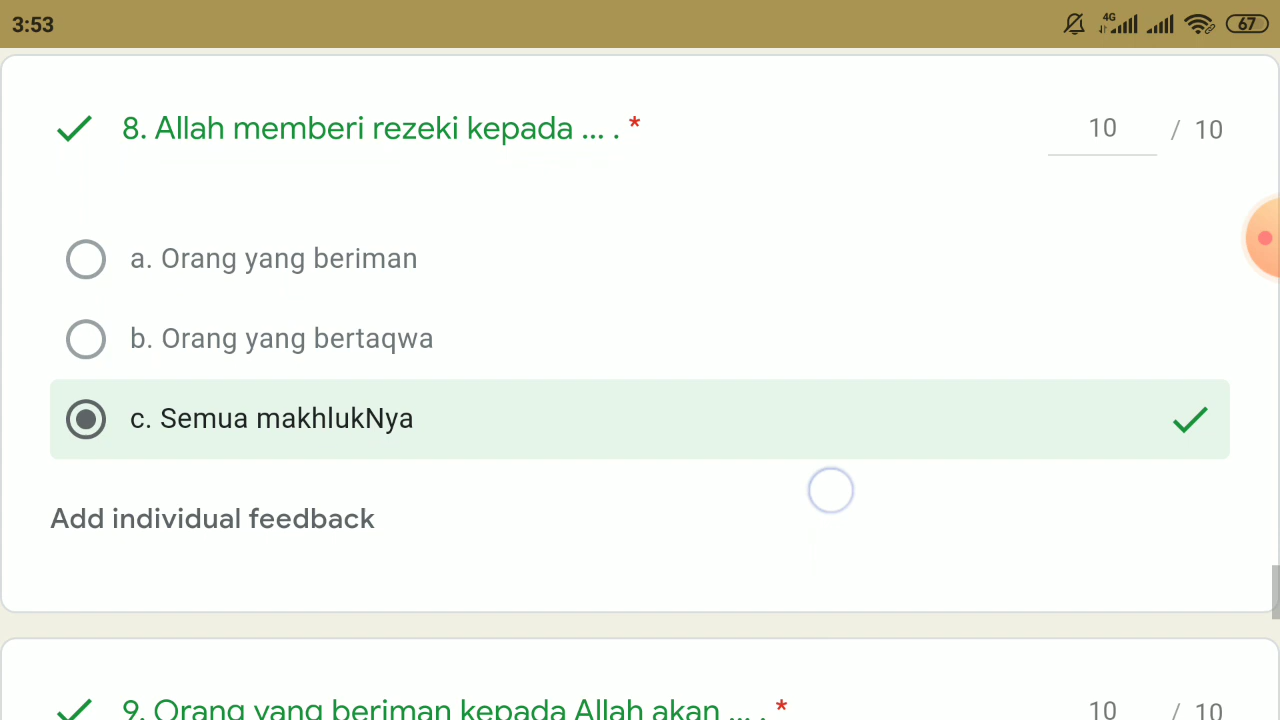 3:53
4G
67
8. Allah memberi rezeki kepada ... . *
10 / 10
a. Orang yang beriman
b. Orang yang bertaqwa
c. Semua makhlukNya
Add individual feedback
9. Orang yang beriman kepada Allah akan ... . *
10 / 10